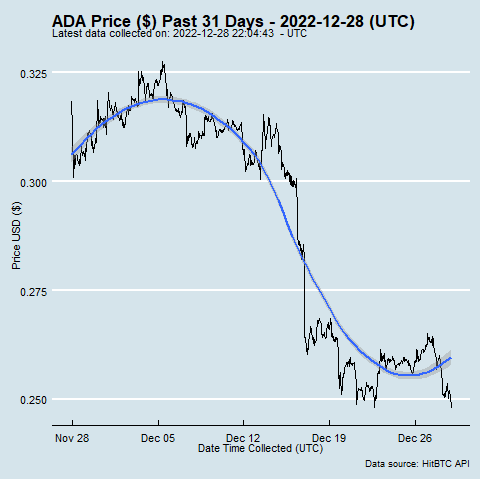 ADA Price ($) Past 31 Days - 2022-12-28 (UTC)
Latest data collected on: 2022-12-28 22:04:43 - UTC
0.325
0.300
0.275
0.250
Price USD ($)
Nov 28 Dec 05 Dec 12 Dec 19 Dec 26
Date Time Collected (UTC)
Data source: HitBTC API